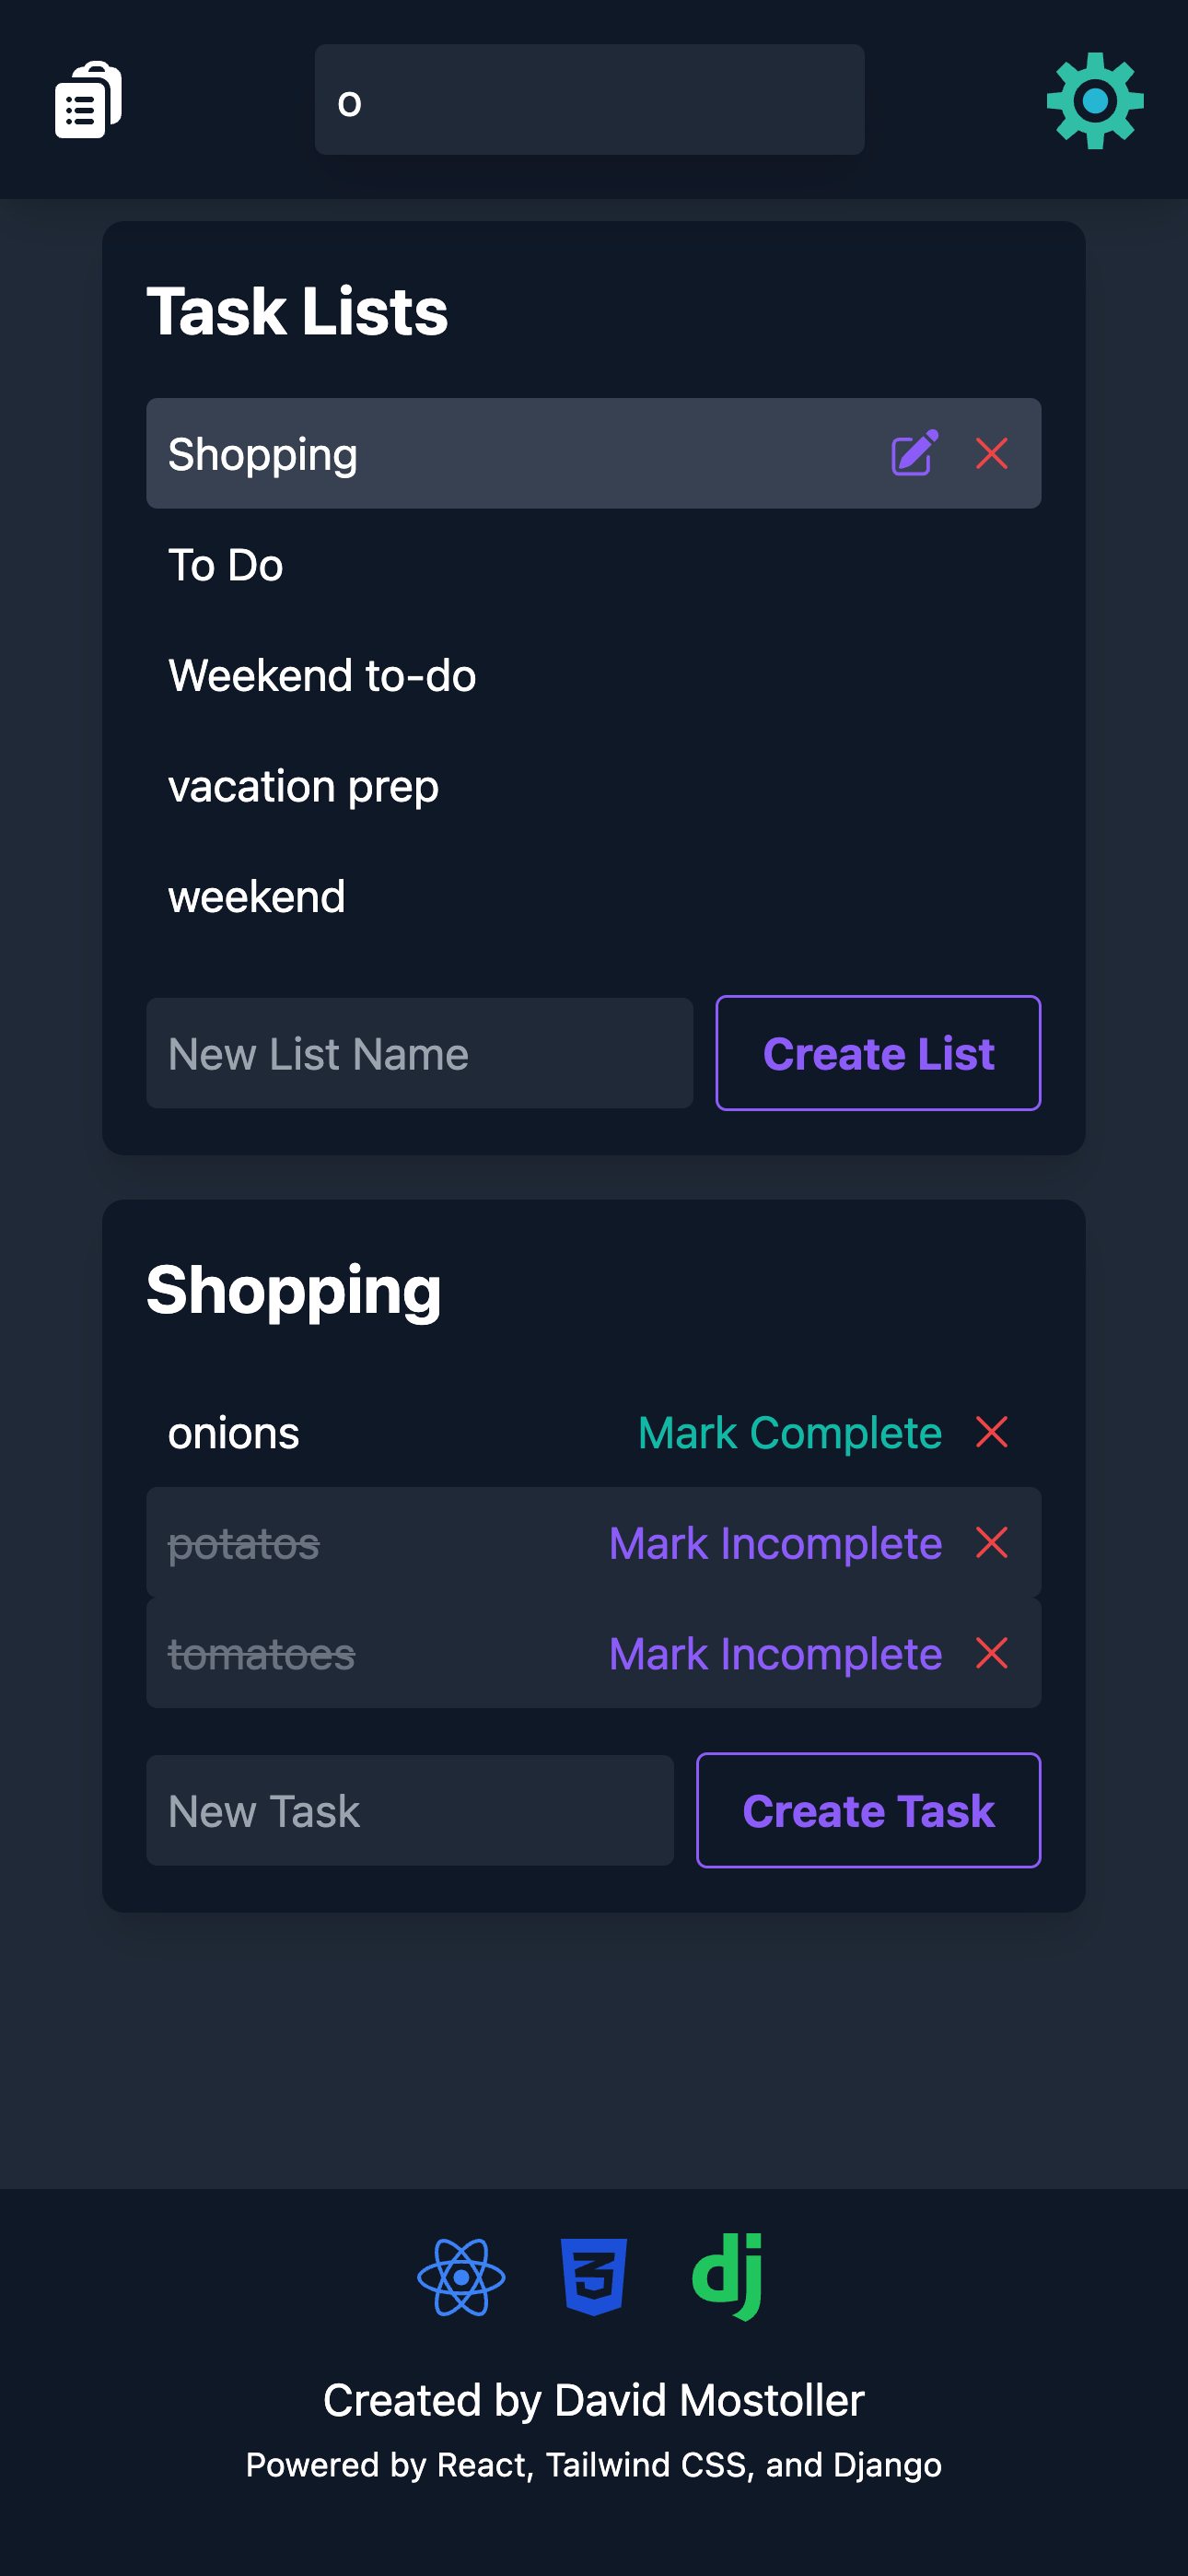 o
Task Lists
Shopping
To Do
Weekend to-do
vacation prep
weekend
New List Name
Create List
Shopping
onions Mark Complete
potatos Mark Incomplete
tomatoes Mark Incomplete
New Task
Create Task
dj
Created by David Mostoller
Powered by React, Tailwind CSS, and Django